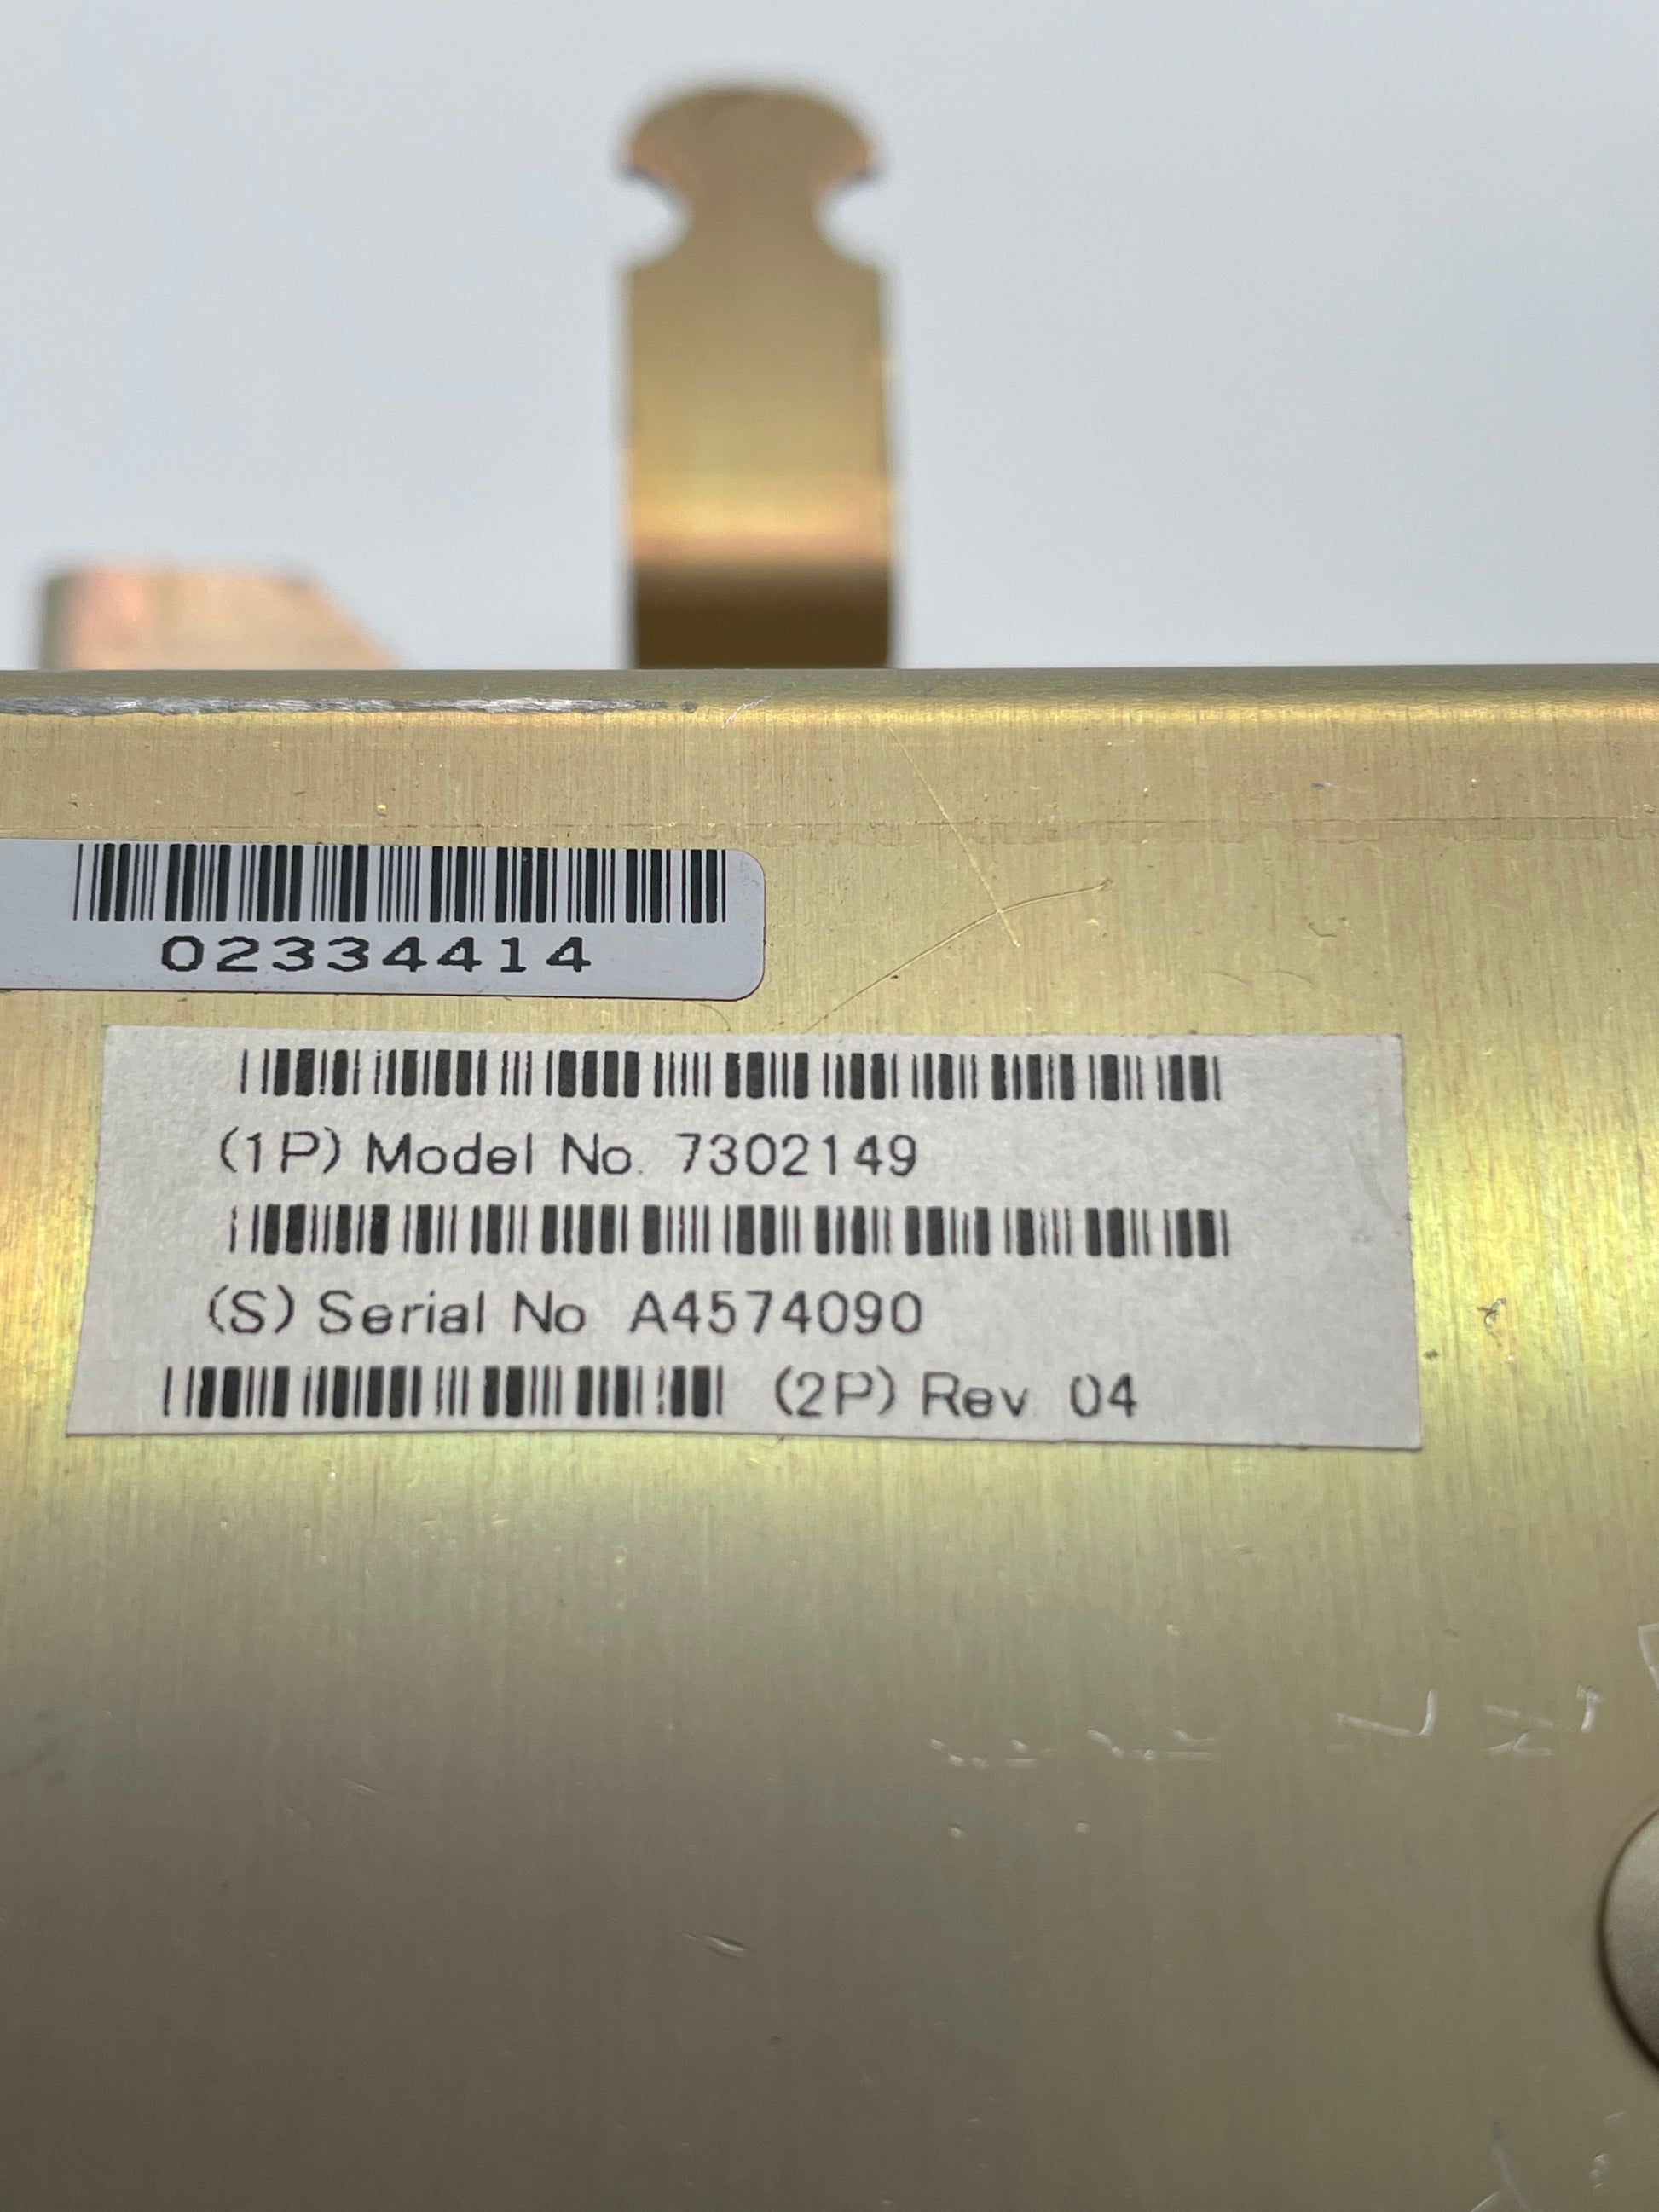 02334414
(1P) Model No. 7302149
(S) Serial No A4574090
(2P) Rev 04